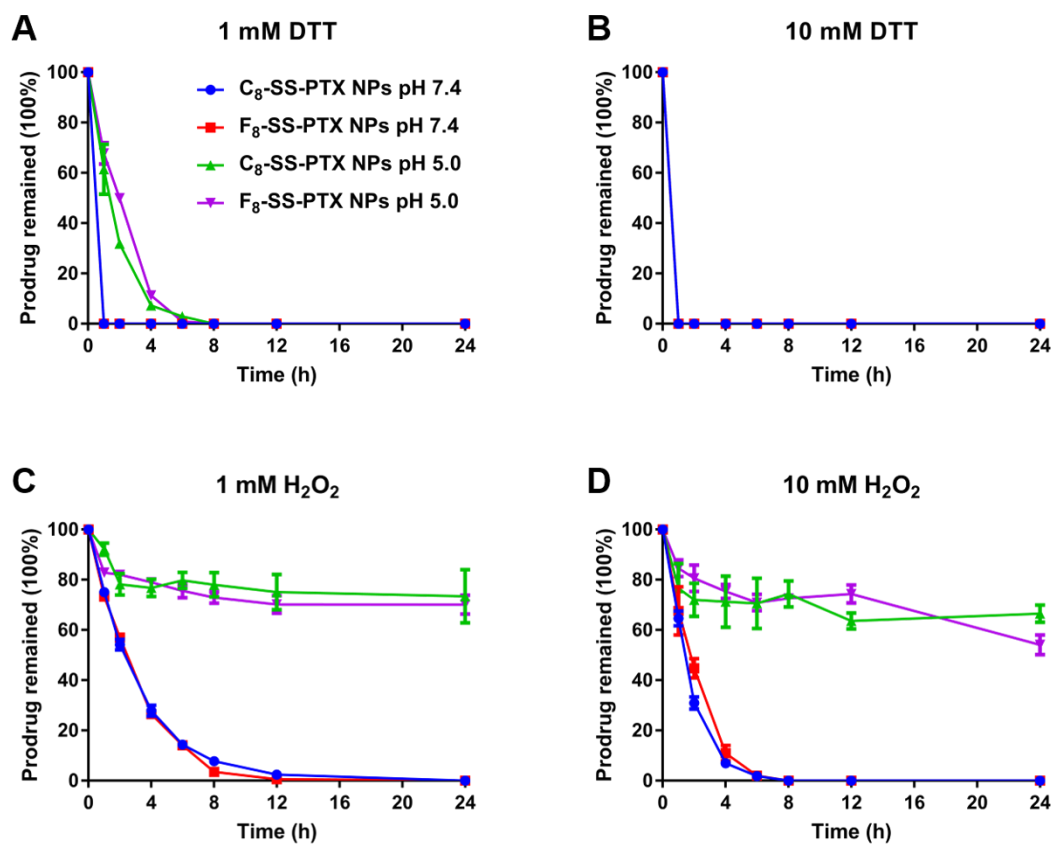 A
1 mM DTT
Prodrug remained (100%)
100
80
60
40
20
0
C₈-SS-PTX NPs pH 7.4
F₈-SS-PTX NPs pH 7.4
C₈-SS-PTX NPs pH 5.0
F₈-SS-PTX NPs pH 5.0
0 4 8 12 16 20 24
Time (h)
B
10 mM DTT
Prodrug remained (100%)
100
80
60
40
20
0
0 4 8 12 16 20 24
Time (h)
C
1 mM H₂O₂
Prodrug remained (100%)
100
80
60
40
20
0
0 4 8 12 16 20 24
Time (h)
D
10 mM H₂O₂
Prodrug remained (100%)
100
80
60
40
20
0
0 4 8 12 16 20 24
Time (h)